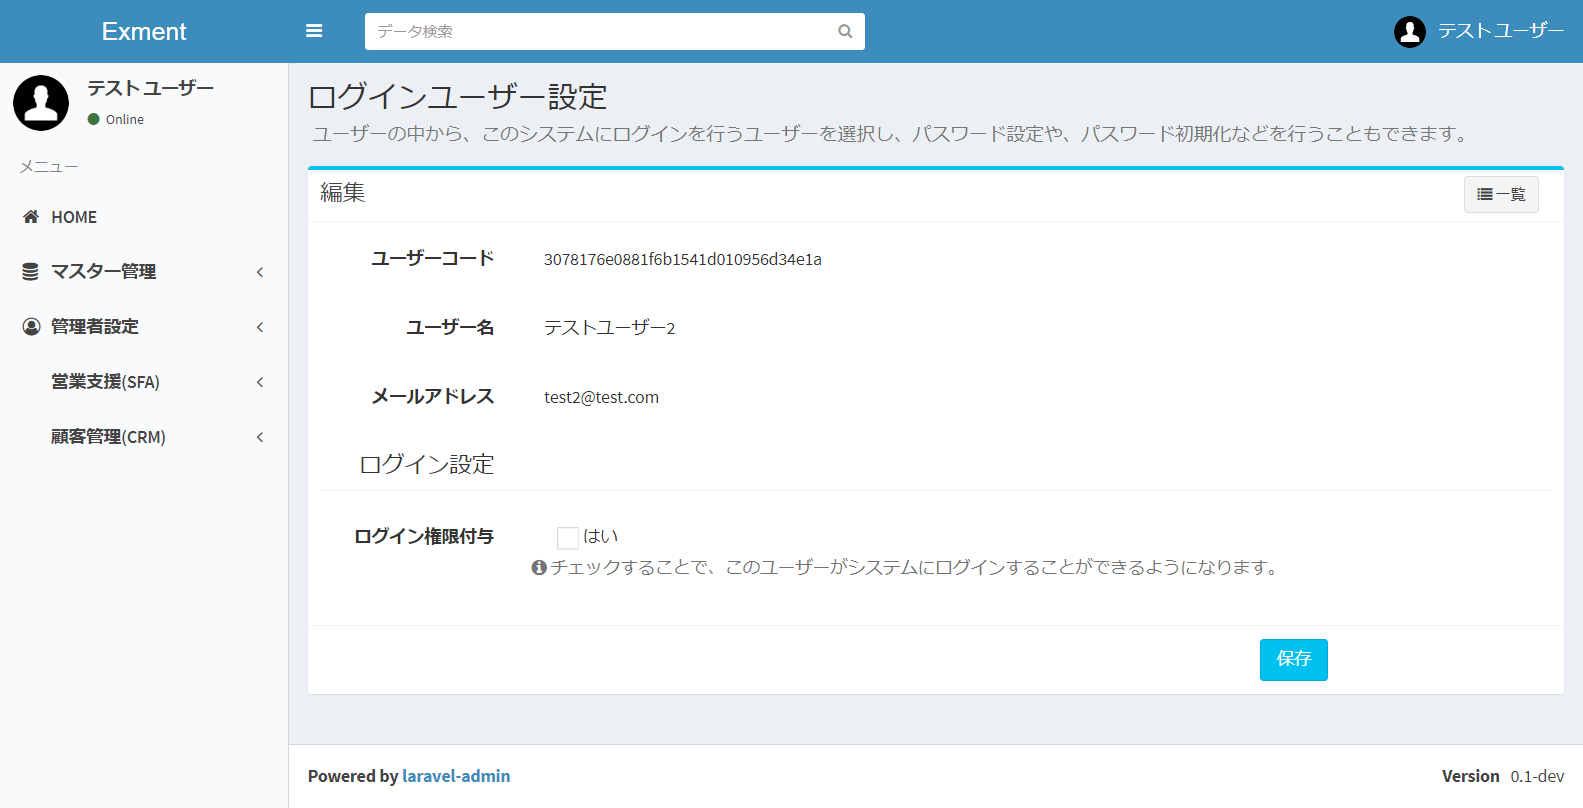 Exment
データ検索
テストユーザー
テストユーザー
Online
メニュー
HOME
マスター管理
管理者設定
営業支援(SFA)
顧客管理(CRM)
ログインユーザー設定
ユーザーの中から、このシステムにログインを行うユーザーを選択し、パスワード設定や、パスワード初期化などを行うこともできます。
編集
一覧
ユーザーコード 3078176e0881f6b1541d010956d34e1a
ユーザー名 テストユーザー2
メールアドレス test2@test.com
ログイン設定
ログイン権限付与 はい
チェックすることで、このユーザーがシステムにログインすることができるようになります。
保存
Powered by laravel-admin
Version 0.1-dev